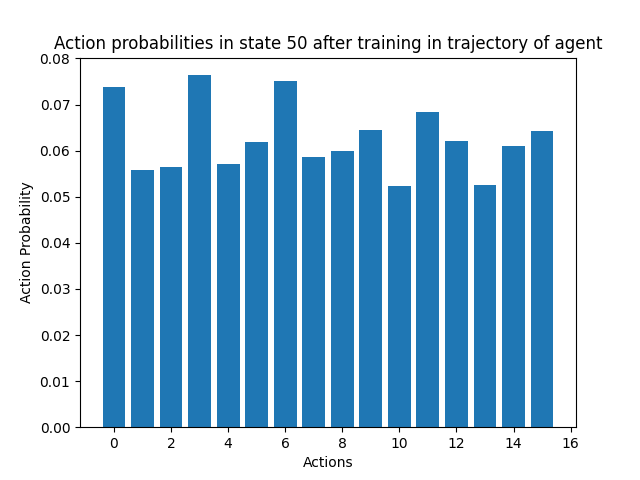 Action probabilities in state 50 after training in trajectory of agent
0.08
0.07
0.06
0.05
0.04
0.03
0.02
0.01
0.00
Action Probability
0 2 4 6 8 10 12 14 16
Actions